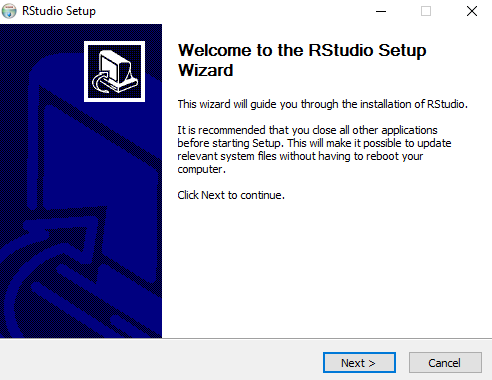 RStudio Setup
Welcome to the RStudio Setup
Wizard
This wizard will guide you through the installation of RStudio.
It is recommended that you close all other applications
before starting Setup. This will make it possible to update
relevant system files without having to reboot your
computer.
Click Next to continue.
Next >
Cancel